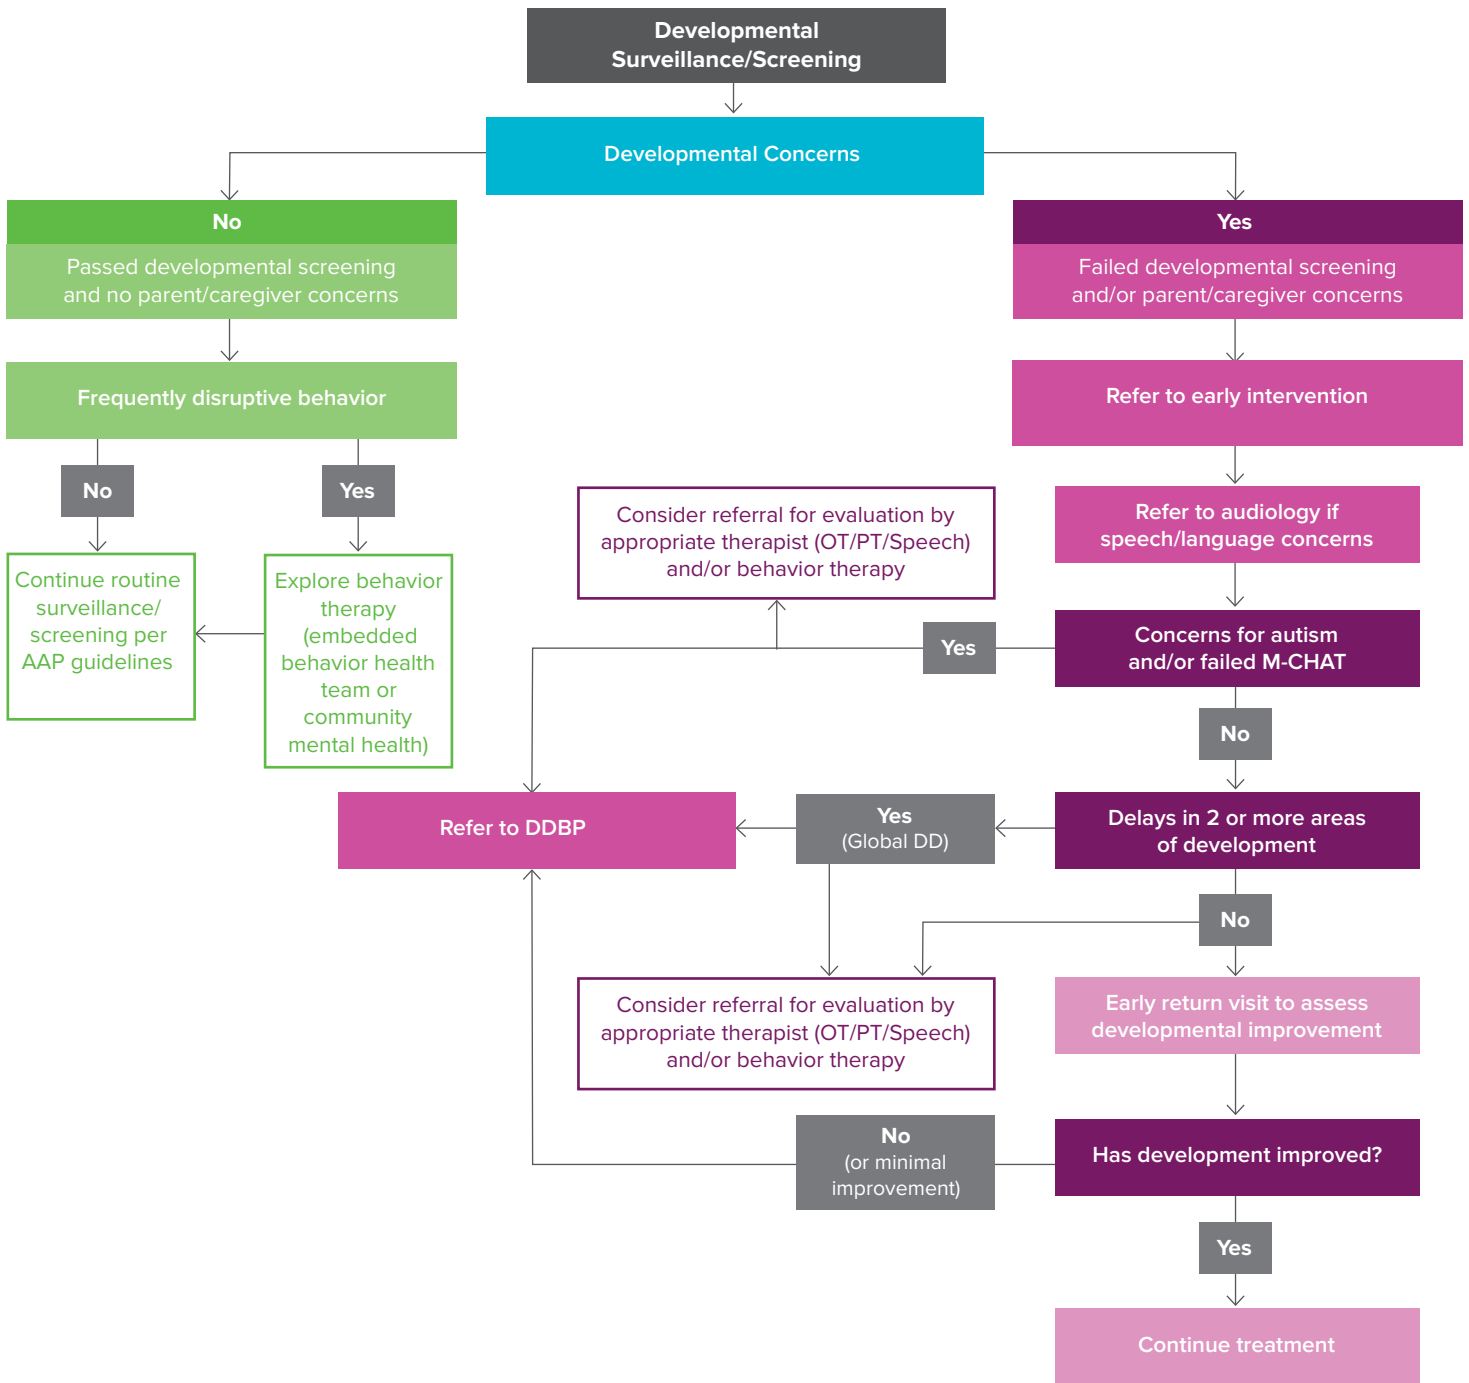 Developmental
Surveillance/Screening
Developmental Concerns
No
Passed developmental screening
and no parent/caregiver concerns
Frequently disruptive behavior
No
Yes
Continue routine
surveillance/
screening per
AAP guidelines
Explore behavior
therapy
(embedded
behavior health
team or
community
mental health)
Yes
Failed developmental screening
and/or parent/caregiver concerns
Refer to early intervention
Refer to audiology if
speech/language concerns
Concerns for autism
and/or failed M-CHAT
Yes
Consider referral for evaluation by
appropriate therapist (OT/PT/Speech)
and/or behavior therapy
No
Delays in 2 or more areas
of development
Yes
(Global DD)
Refer to DDBP
No
Consider referral for evaluation by
appropriate therapist (OT/PT/Speech)
and/or behavior therapy
Early return visit to assess
developmental improvement
Has development improved?
No
(or minimal
improvement)
Yes
Continue treatment